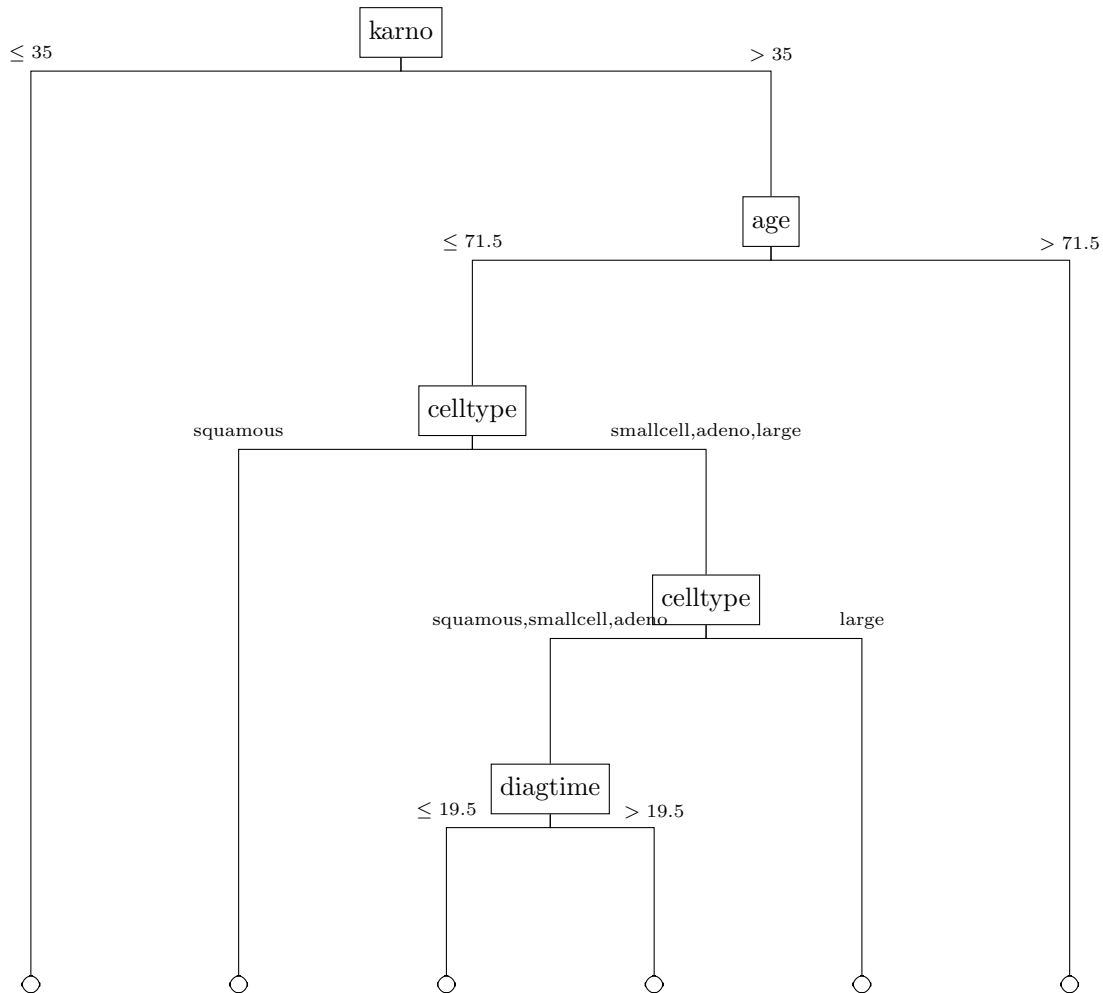 karno
≤ 35
> 35
age
≤ 71.5
> 71.5
celltype
squamous
smallcell,adeno,large
celltype
squamous,smallcell,adeno
large
diagtime
≤ 19.5
> 19.5